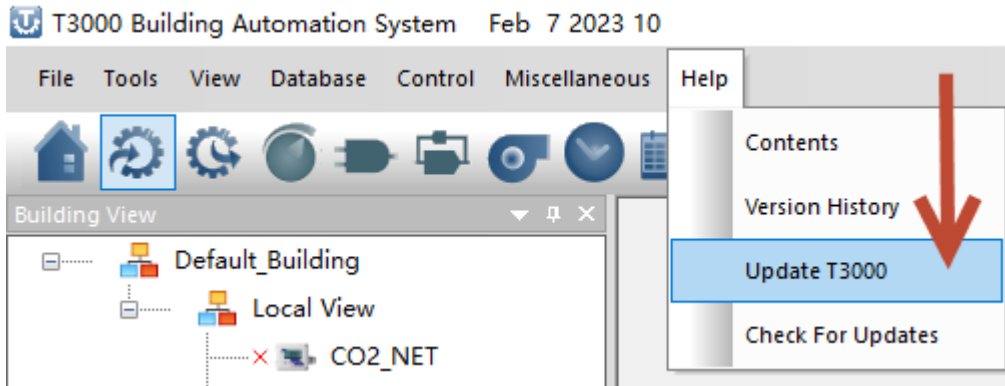 T3000 Building Automation System Feb 7 2023 10
File Tools View Database Control Miscellaneous Help
Contents
Version History
Update T3000
Check For Updates
Building View
Default_Building
Local View
CO2_NET